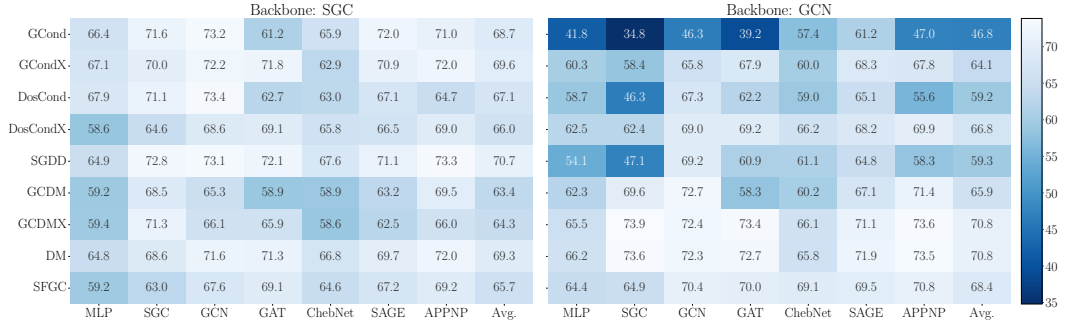 Backbone: SGC Backbone: GCN
GCond 66.4 71.6 73.2 61.2 65.9 72.0 71.0 68.7 41.8 34.8 46.3 39.2 57.4 61.2 47.0 46.8
GCondX 67.1 70.0 72.2 71.8 62.9 70.9 72.0 69.6 60.3 58.4 65.8 67.9 60.0 68.3 67.8 64.1
DosCond 67.9 71.1 73.4 62.7 63.0 67.1 64.7 67.1 58.7 46.3 67.3 62.2 59.0 65.1 55.6 59.2
DosCondX 58.6 64.6 68.6 69.1 65.8 66.5 69.0 66.0 62.5 62.4 69.0 69.2 66.2 68.2 69.9 66.8
SGDD 64.9 72.8 73.1 72.1 67.6 71.1 73.3 70.7 54.1 47.1 69.2 60.9 61.1 64.8 58.3 59.3
GCDM 59.2 68.5 65.3 58.9 58.9 63.2 69.5 63.4 62.3 69.6 72.7 58.3 60.2 67.1 71.4 65.9
GCDMX 59.4 71.3 66.1 65.9 58.6 62.5 66.0 64.3 65.5 73.9 72.4 73.4 66.1 71.1 73.6 70.8
DM 64.8 68.6 71.6 71.3 66.8 69.7 72.0 69.3 66.2 73.6 72.3 72.7 65.8 71.9 73.5 70.8
SFGC 59.2 63.0 67.6 69.1 64.6 67.2 69.2 65.7 64.4 64.9 70.4 70.0 69.1 69.5 70.8 68.4
MLP SGC GCN GAT ChebNet SAGE APPNP Avg. MLP SGC GCN GAT ChebNet SAGE APPNP Avg.
70
65
60
55
50
45
40
35